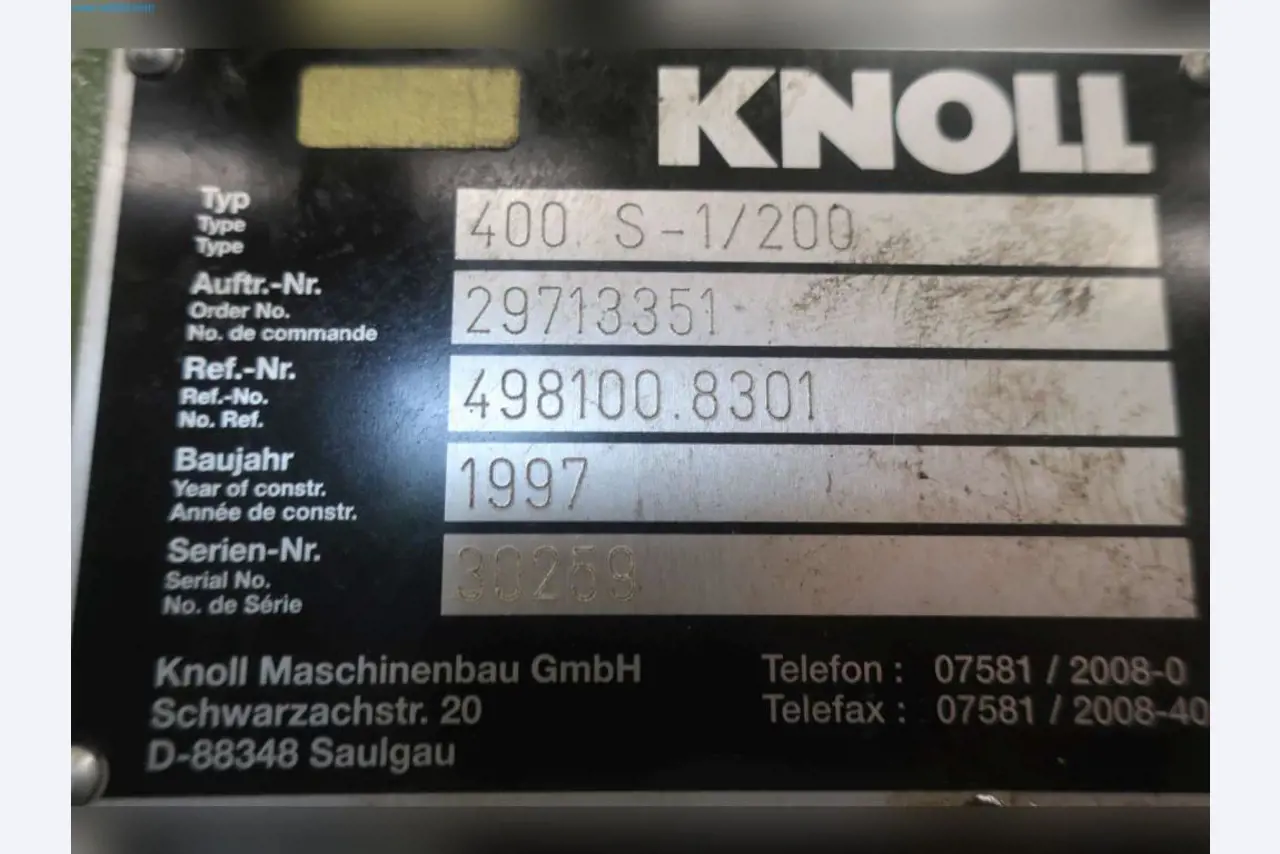 KNOLL
Typ
Type
Type
400. S-1/200
Auftr.-Nr.
Order No.
No. de commande
29713351
Ref.-Nr.
Ref.-No.
No. Ref.
498100.8301
Baujahr
Year of constr.
Année de constr.
1997
Serien-Nr.
Serial No.
No. de Série
30259
Knoll Maschinenbau GmbH
Schwarzachstr. 20
D-88348 Saulgau
Telefon : 07581 / 2008-0
Telefax : 07581 / 2008-40